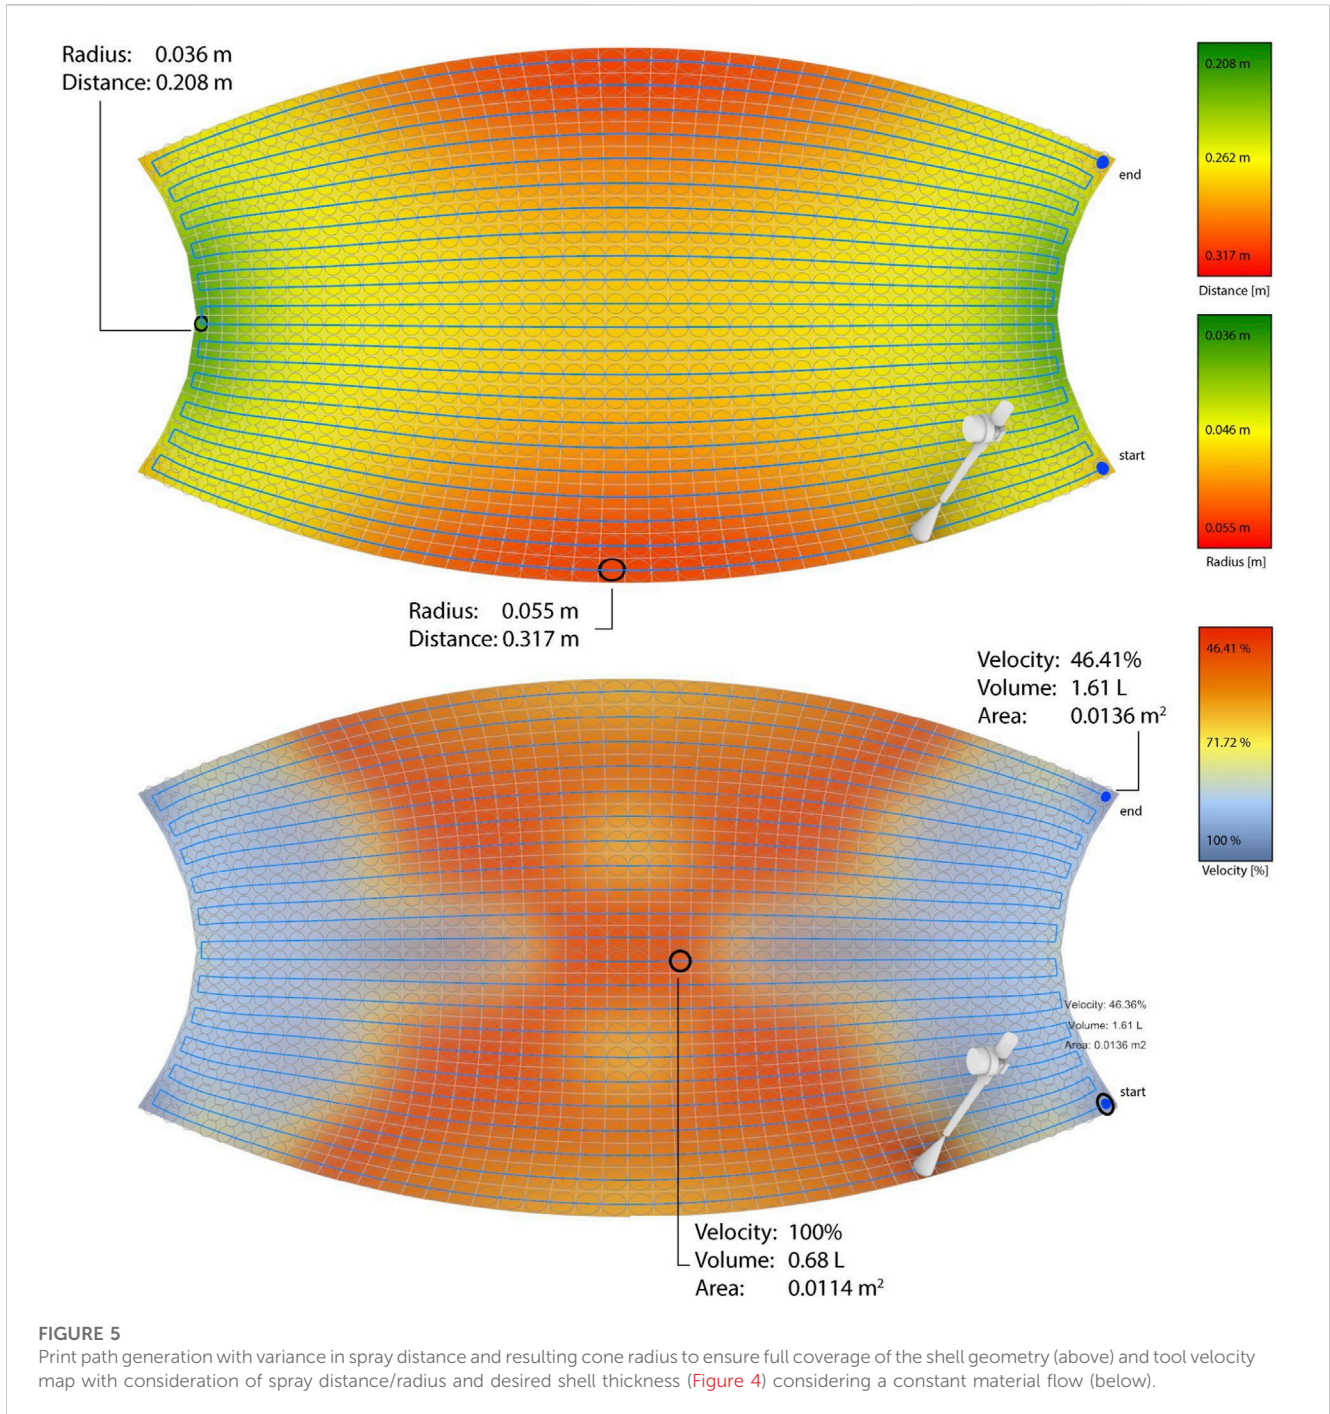 Radius: 0.036 m
Distance: 0.208 m
0.208 m
0.262 m
0.317 m
Distance [m]
end
start
0.036 m
0.046 m
0.055 m
Radius [m]
Radius: 0.055 m
Distance: 0.317 m
Velocity: 46.41%
Volume: 1.61 L
Area: 0.0136 m²
46.41 %
71.72 %
100 %
Velocity [%]
end
Velocity: 46.36%
Volume: 1.61 L
Area: 0.0136 m2
start
Velocity: 100%
Volume: 0.68 L
Area: 0.0114 m²
FIGURE 5
Print path generation with variance in spray distance and resulting cone radius to ensure full coverage of the shell geometry (above) and tool velocity
map with consideration of spray distance/radius and desired shell thickness (Figure 4) considering a constant material flow (below).